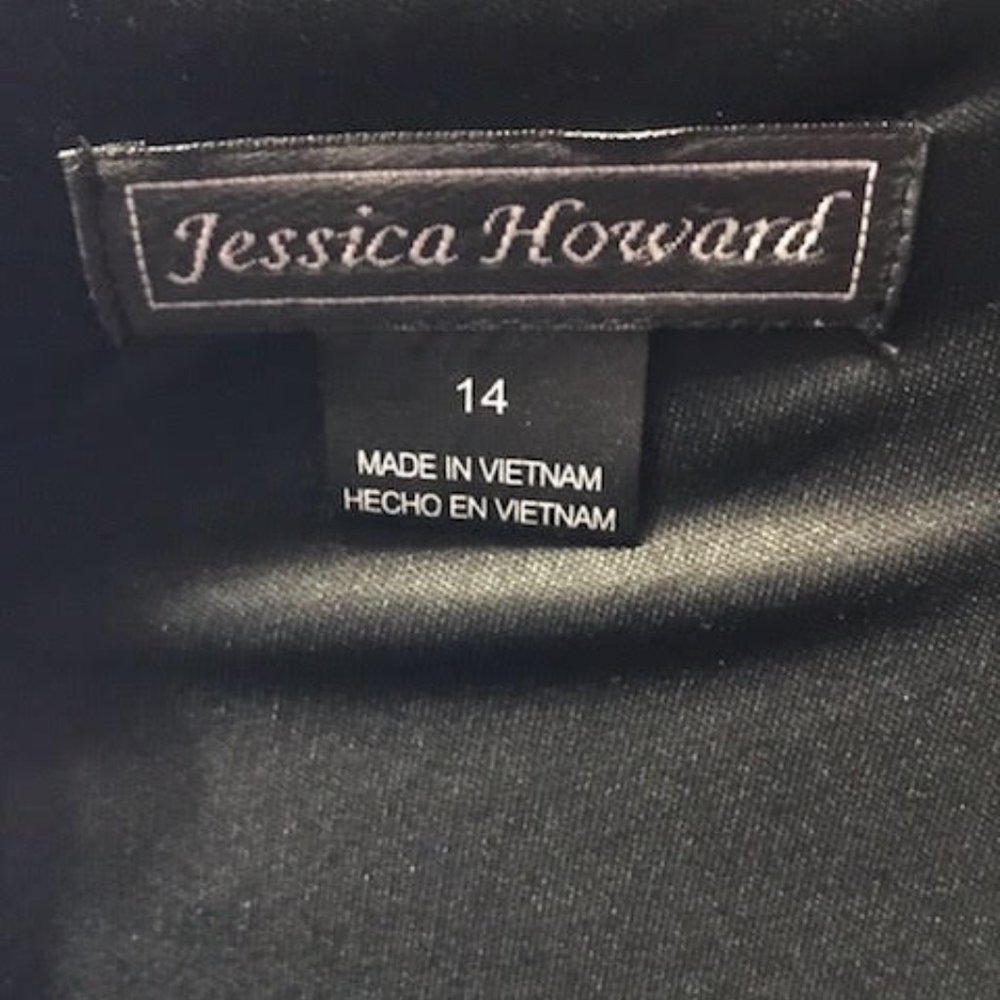 Jessica Howard
14
MADE IN VIETNAM
HECHO EN VIETNAM